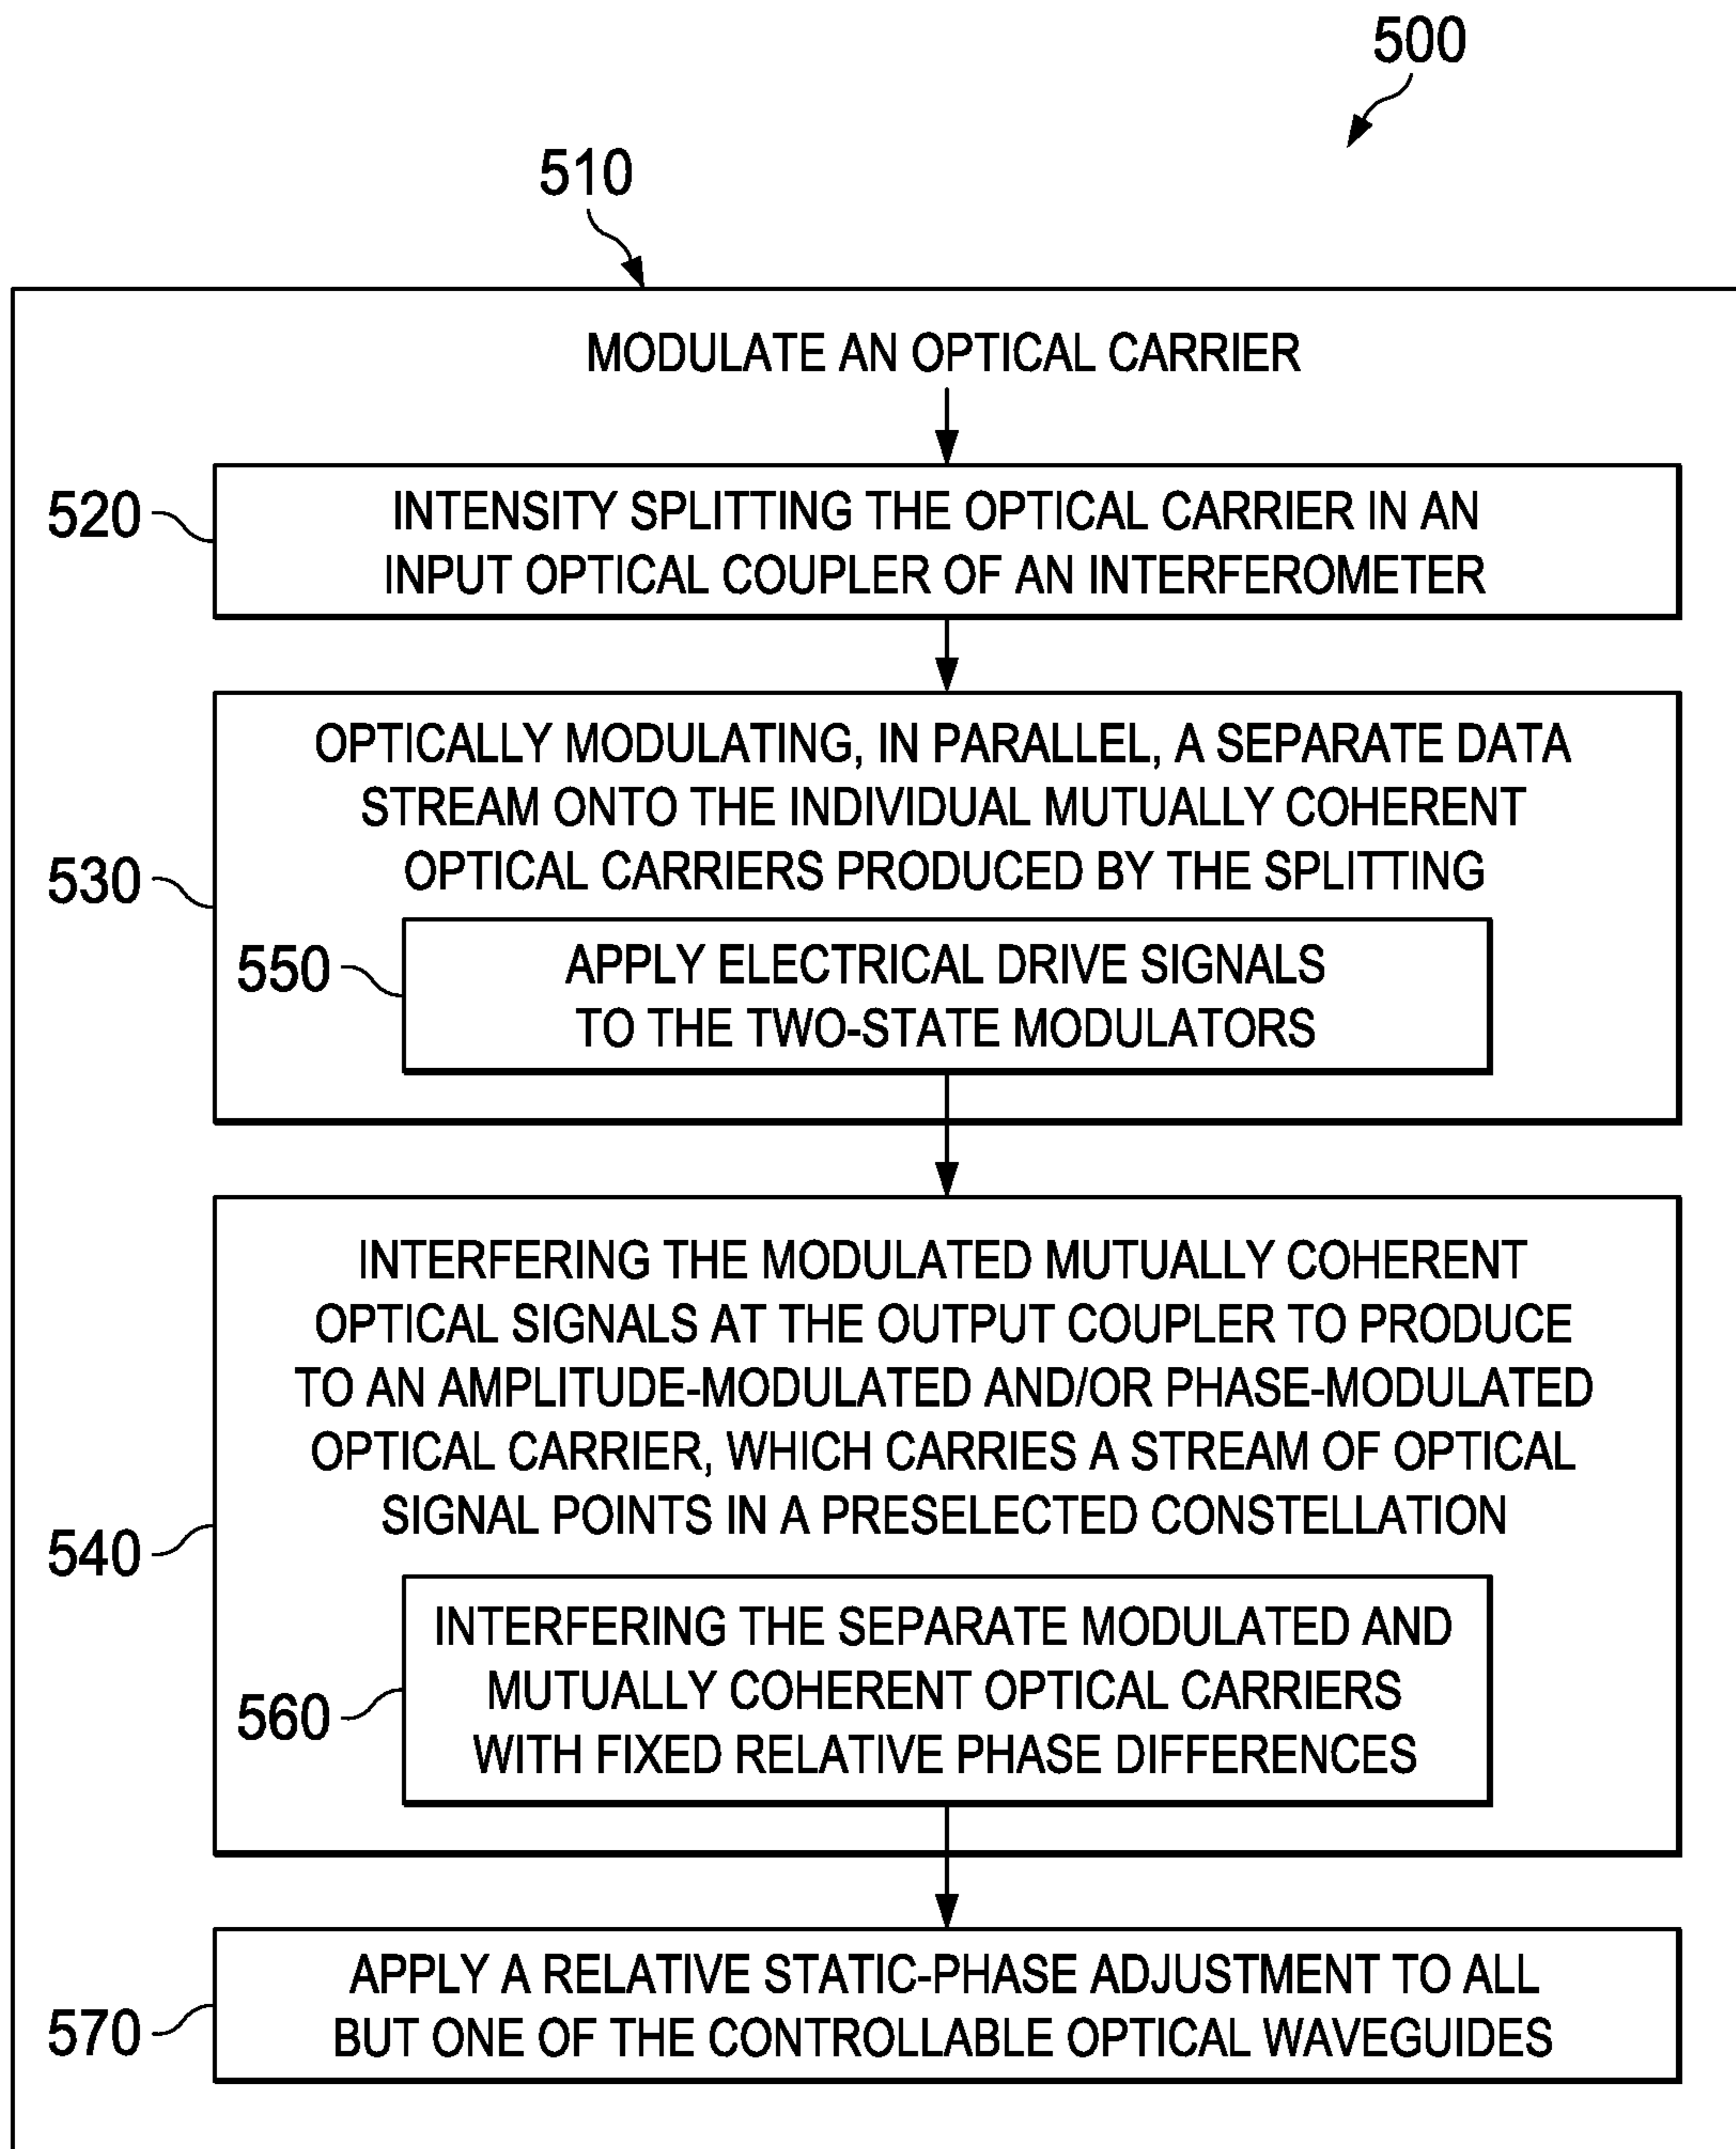 500
510
MODULATE AN OPTICAL CARRIER
520
INTENSITY SPLITTING THE OPTICAL CARRIER IN AN
INPUT OPTICAL COUPLER OF AN INTERFEROMETER
530
OPTICALLY MODULATING, IN PARALLEL, A SEPARATE DATA
STREAM ONTO THE INDIVIDUAL MUTUALLY COHERENT
OPTICAL CARRIERS PRODUCED BY THE SPLITTING
550
APPLY ELECTRICAL DRIVE SIGNALS
TO THE TWO-STATE MODULATORS
540
INTERFERING THE MODULATED MUTUALLY COHERENT
OPTICAL SIGNALS AT THE OUTPUT COUPLER TO PRODUCE
TO AN AMPLITUDE-MODULATED AND/OR PHASE-MODULATED
OPTICAL CARRIER, WHICH CARRIES A STREAM OF OPTICAL
SIGNAL POINTS IN A PRESELECTED CONSTELLATION
560
INTERFERING THE SEPARATE MODULATED AND
MUTUALLY COHERENT OPTICAL CARRIERS
WITH FIXED RELATIVE PHASE DIFFERENCES
570
APPLY A RELATIVE STATIC-PHASE ADJUSTMENT TO ALL
BUT ONE OF THE CONTROLLABLE OPTICAL WAVEGUIDES